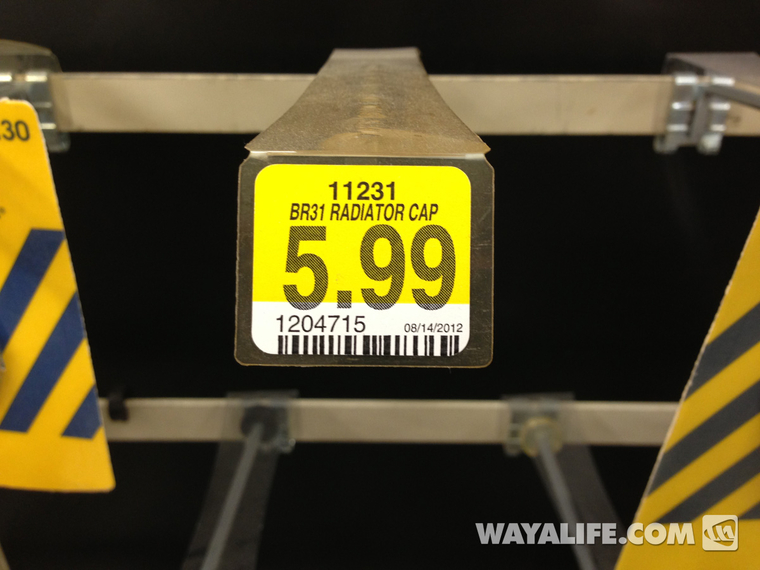 .30
11231
BR31 RADIATOR CAP
5.99
1204715 08/14/2012
WAYALIFE.COM